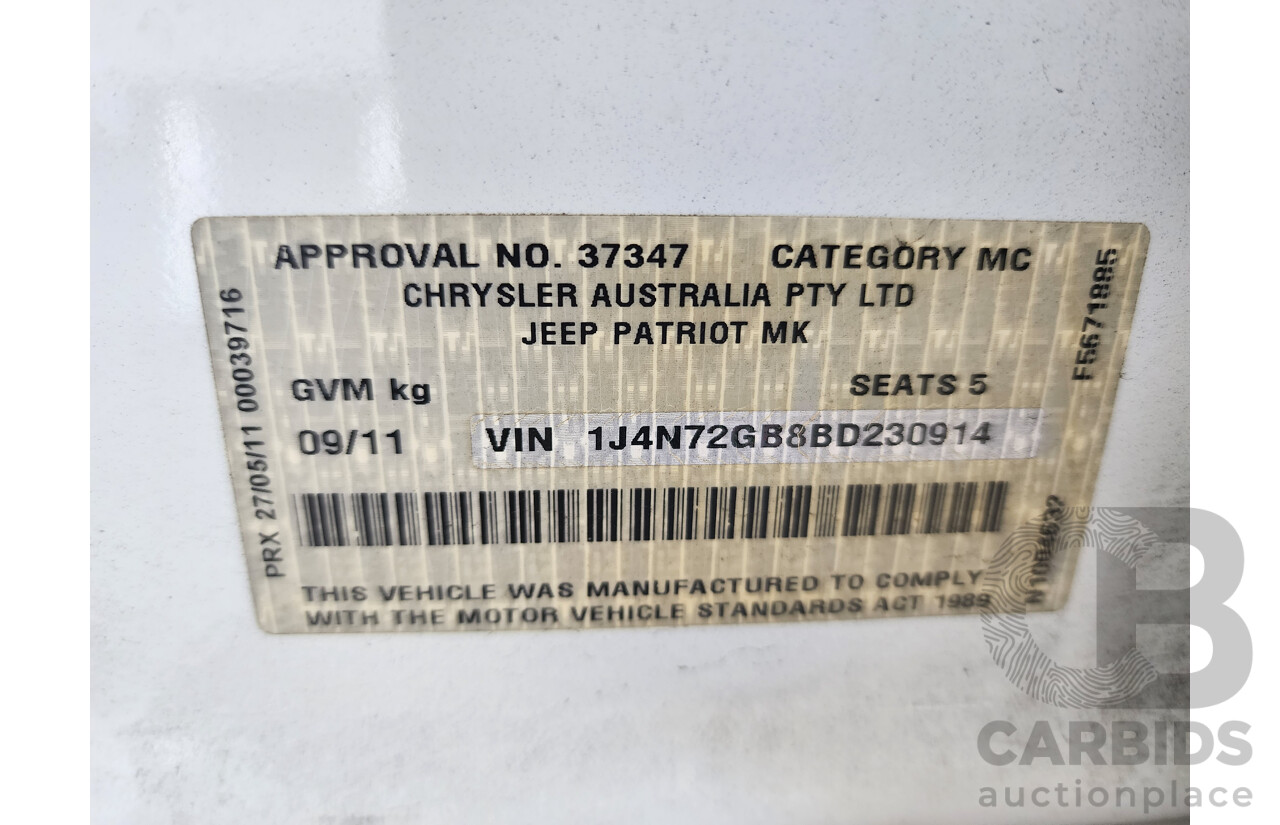 APPROVAL NO. 37347 CATEGORY MC
CHRYSLER AUSTRALIA PTY LTD
JEEP PATRIOT MK
GVM kg SEATS 5
09/11 VIN 1J4N72GB8BD230914
THIS VEHICLE WAS MANUFACTURED TO COMPLY
WITH THE MOTOR VEHICLE STANDARDS ACT 1989
PRX 27/05/11 00039716
F5671885
CB
CARBIDS
auctionplace